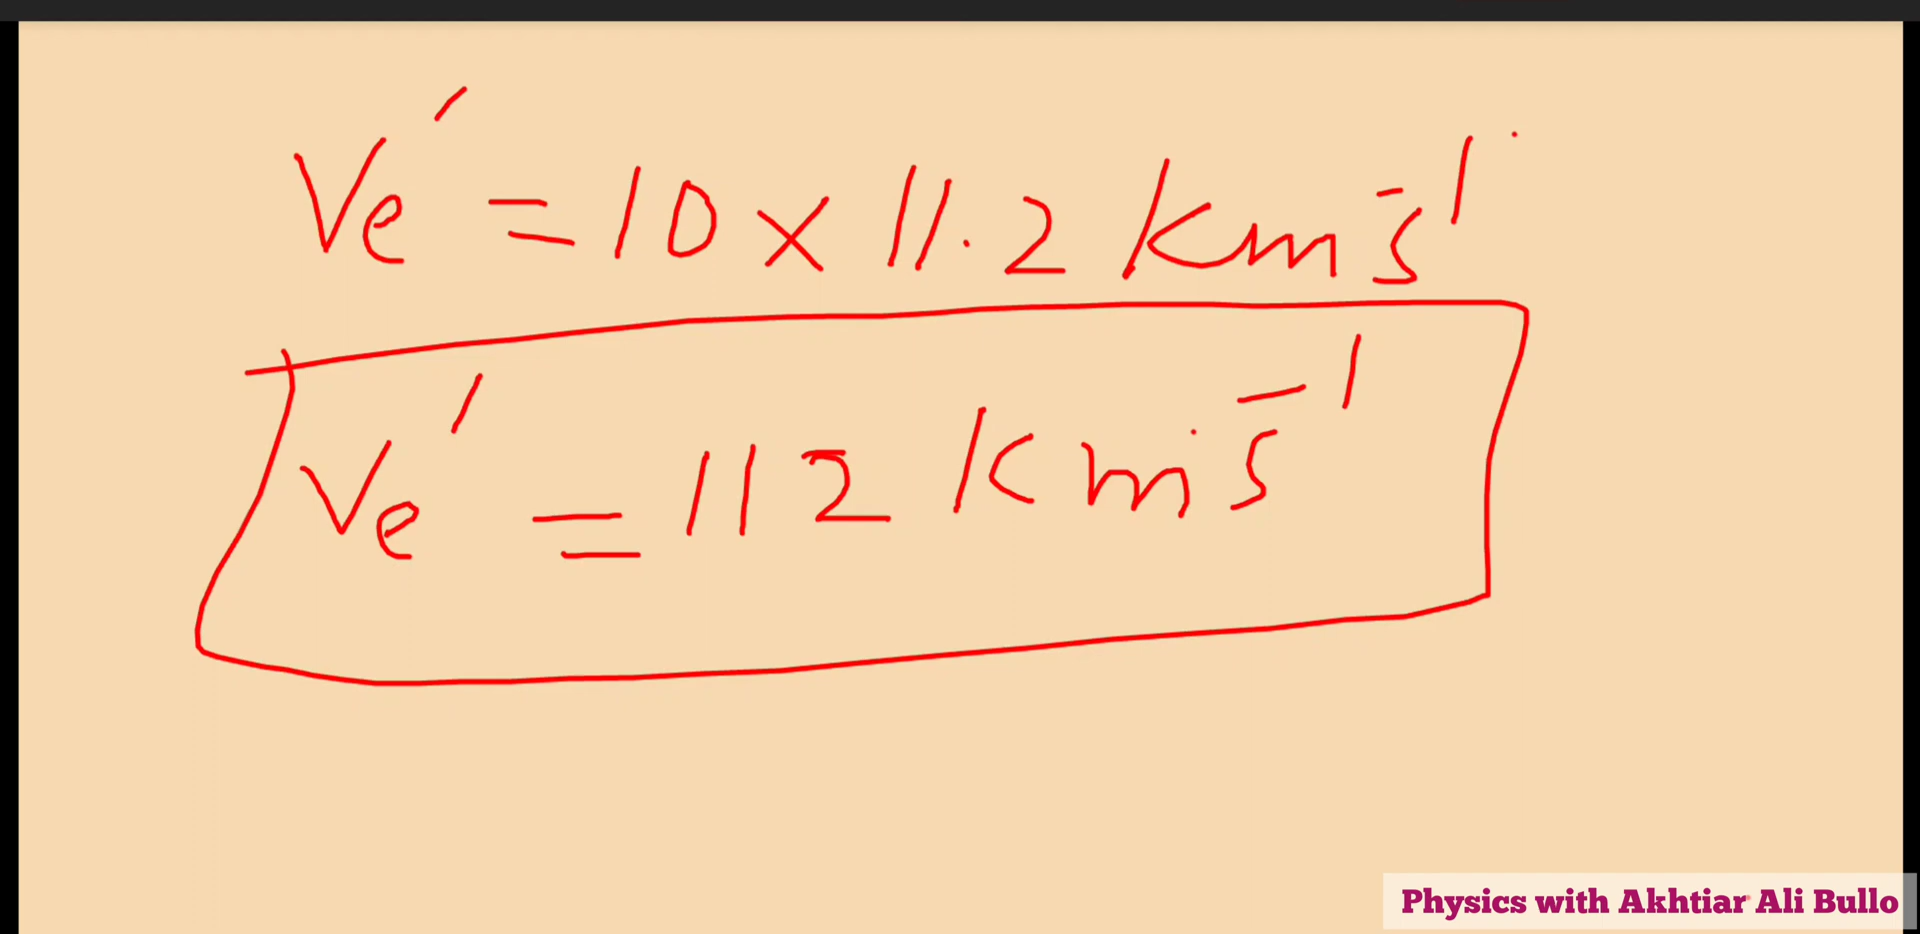 Ve′ = 10 × 11.2 Km s⁻¹
Ve′ = 112 Km s⁻¹
Physics with Akhtiar Ali Bullo